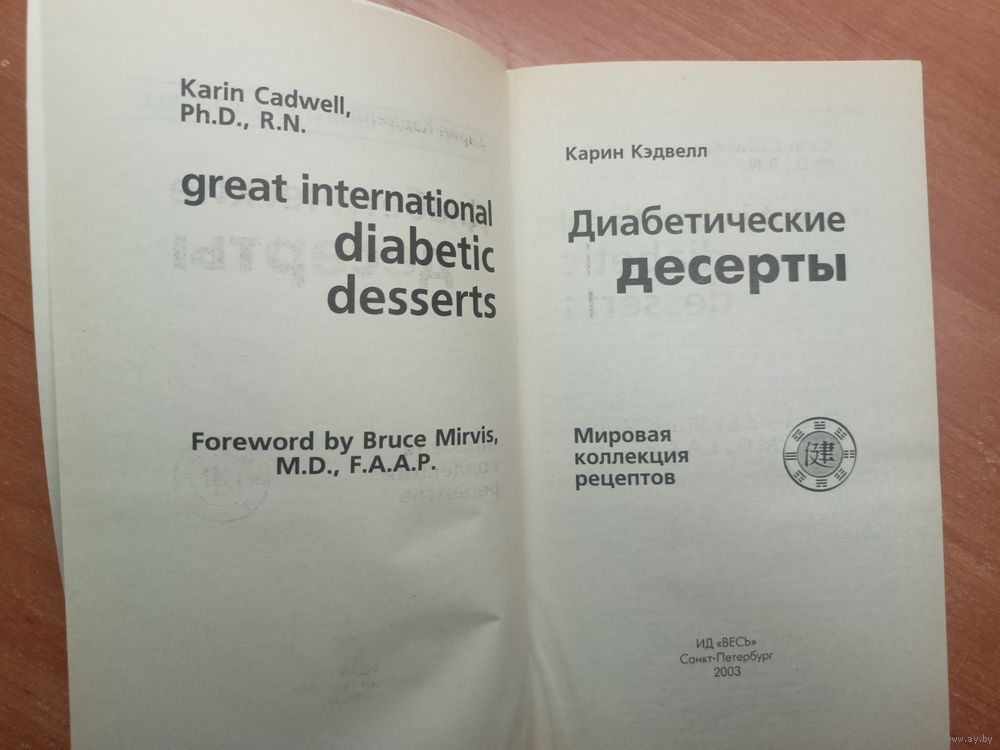 Karin Cadwell,
Ph.D., R.N.
great international
diabetic
desserts
Foreword by Bruce Mirvis,
M.D., F.A.A.P.
Карин Кэдвелл
Диабетические
десерты
Мировая
коллекция
рецептов
健
ИД «ВЕСЬ»
Санкт-Петербург
2003
www.ay.by